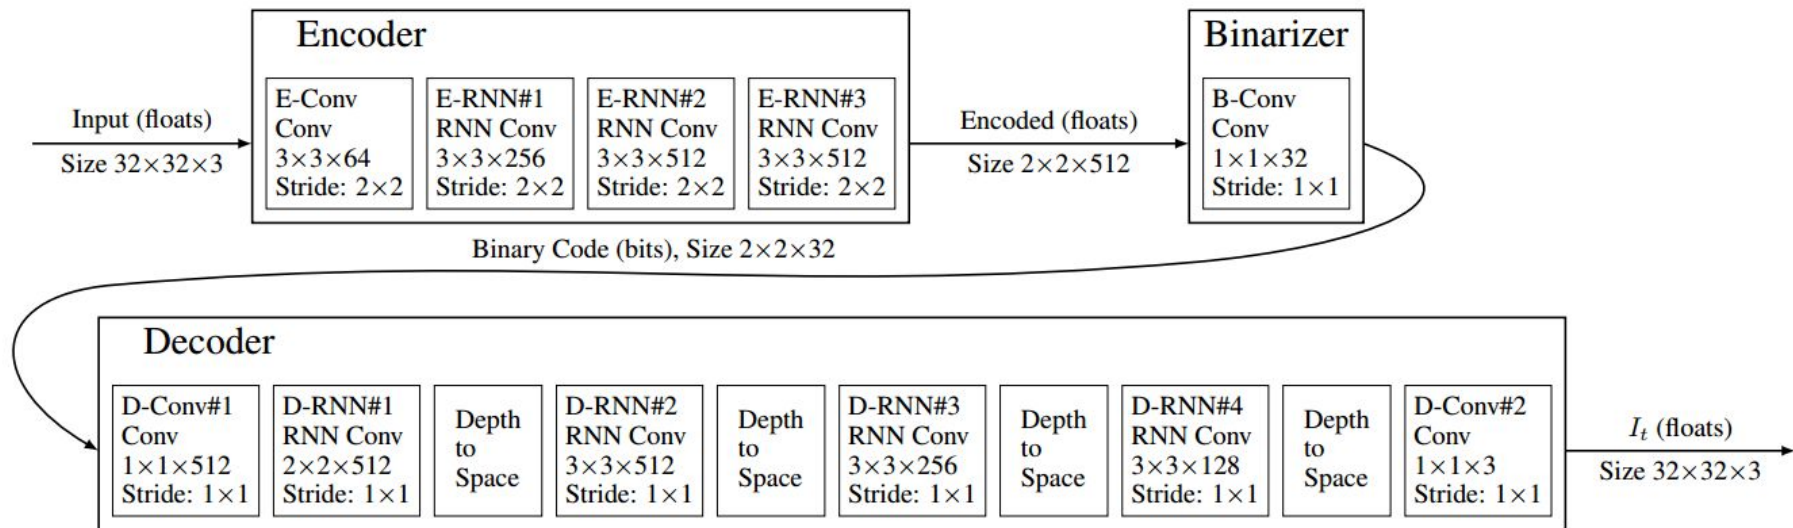 Encoder
Binarizer
Input (floats)
Size 32×32×3
E-Conv
Conv
3×3×64
Stride: 2×2
E-RNN#1
RNN Conv
3×3×256
Stride: 2×2
E-RNN#2
RNN Conv
3×3×512
Stride: 2×2
E-RNN#3
RNN Conv
3×3×512
Stride: 2×2
Encoded (floats)
Size 2×2×512
B-Conv
Conv
1×1×32
Stride: 1×1
Binary Code (bits), Size 2×2×32
Decoder
D-Conv#1
Conv
1×1×512
Stride: 1×1
D-RNN#1
RNN Conv
2×2×512
Stride: 1×1
Depth
to
Space
D-RNN#2
RNN Conv
3×3×512
Stride: 1×1
Depth
to
Space
D-RNN#3
RNN Conv
3×3×256
Stride: 1×1
Depth
to
Space
D-RNN#4
RNN Conv
3×3×128
Stride: 1×1
Depth
to
Space
D-Conv#2
Conv
1×1×3
Stride: 1×1
I_t (floats)
Size 32×32×3